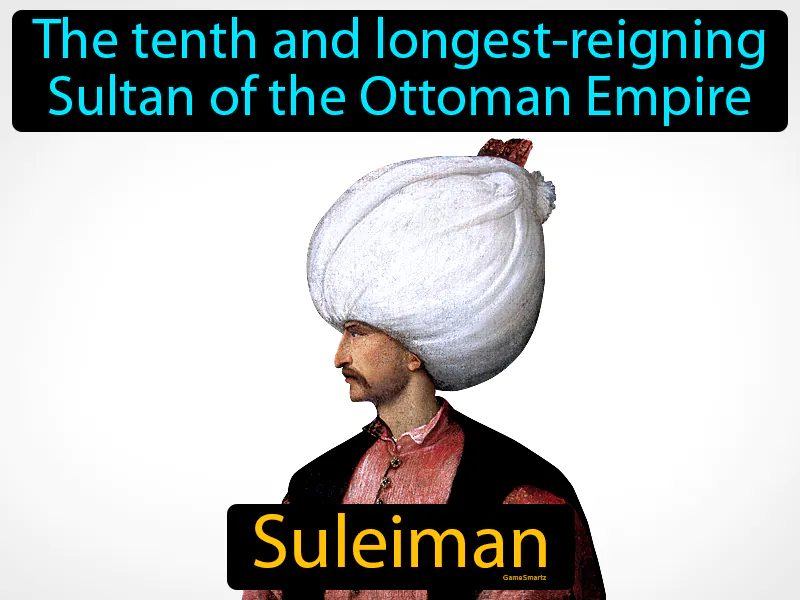 The tenth and longest-reigning
Sultan of the Ottoman Empire
Suleiman
GameSmartz